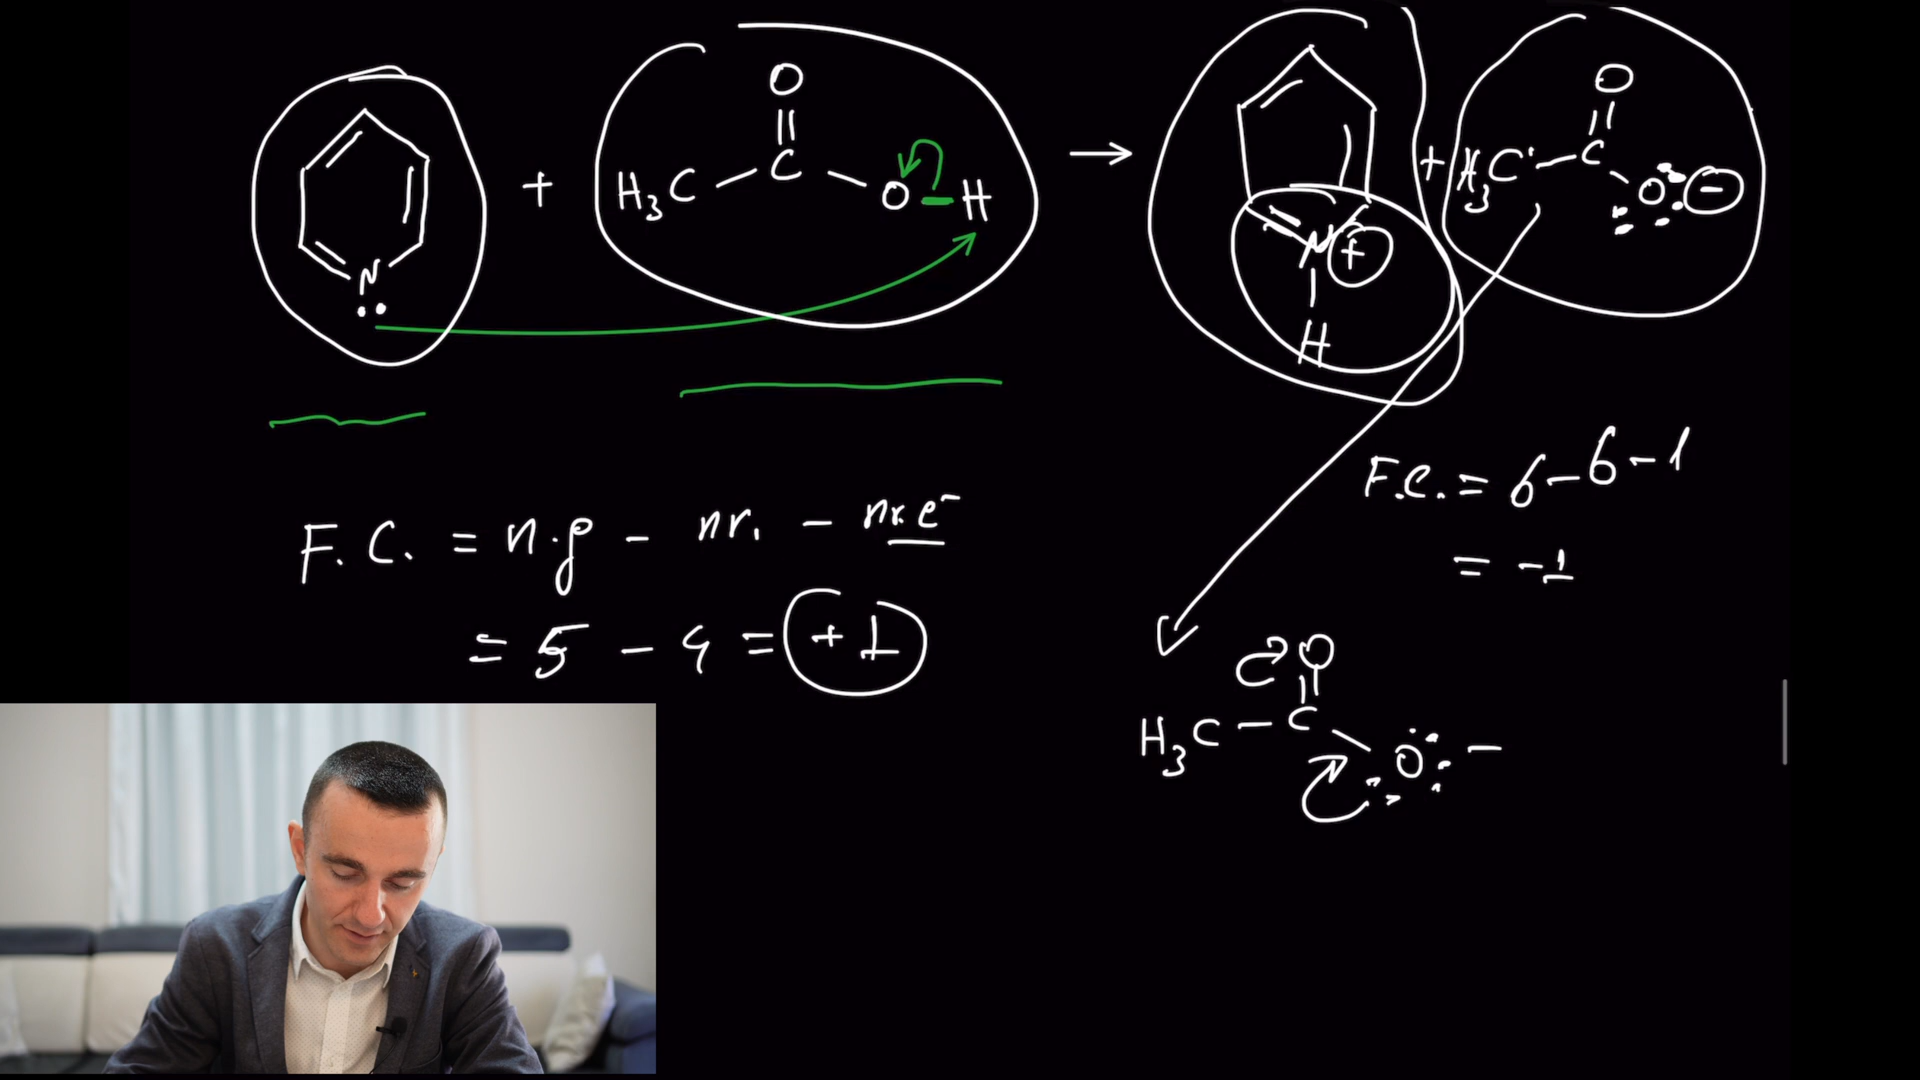 N + H₃C – C – O – H → N⁺ + H₃C – C – O⁻
O
O
H
F.C. = n.g – nr. – nr. e⁻
= 5 – 4 = +1
F.C. = 6 – 6 – 1
= -1
O
H₃C – C – O –